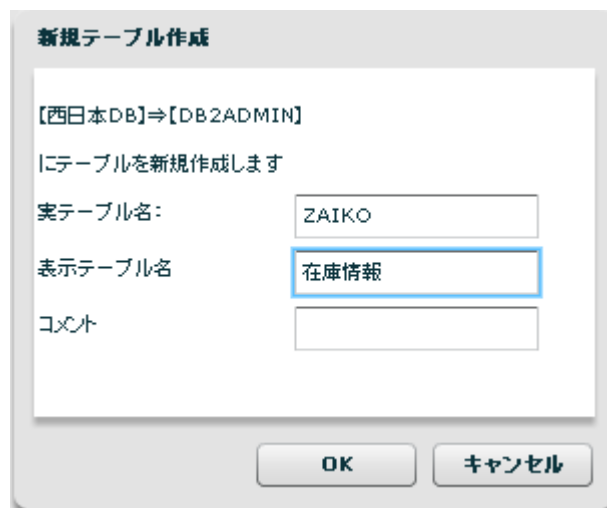 新規テーブル作成
【西日本DB】⇒【DB2ADMIN】
にテーブルを新規作成します
実テーブル名: ZAIKO
表示テーブル名 在庫情報
コメント
OK キャンセル